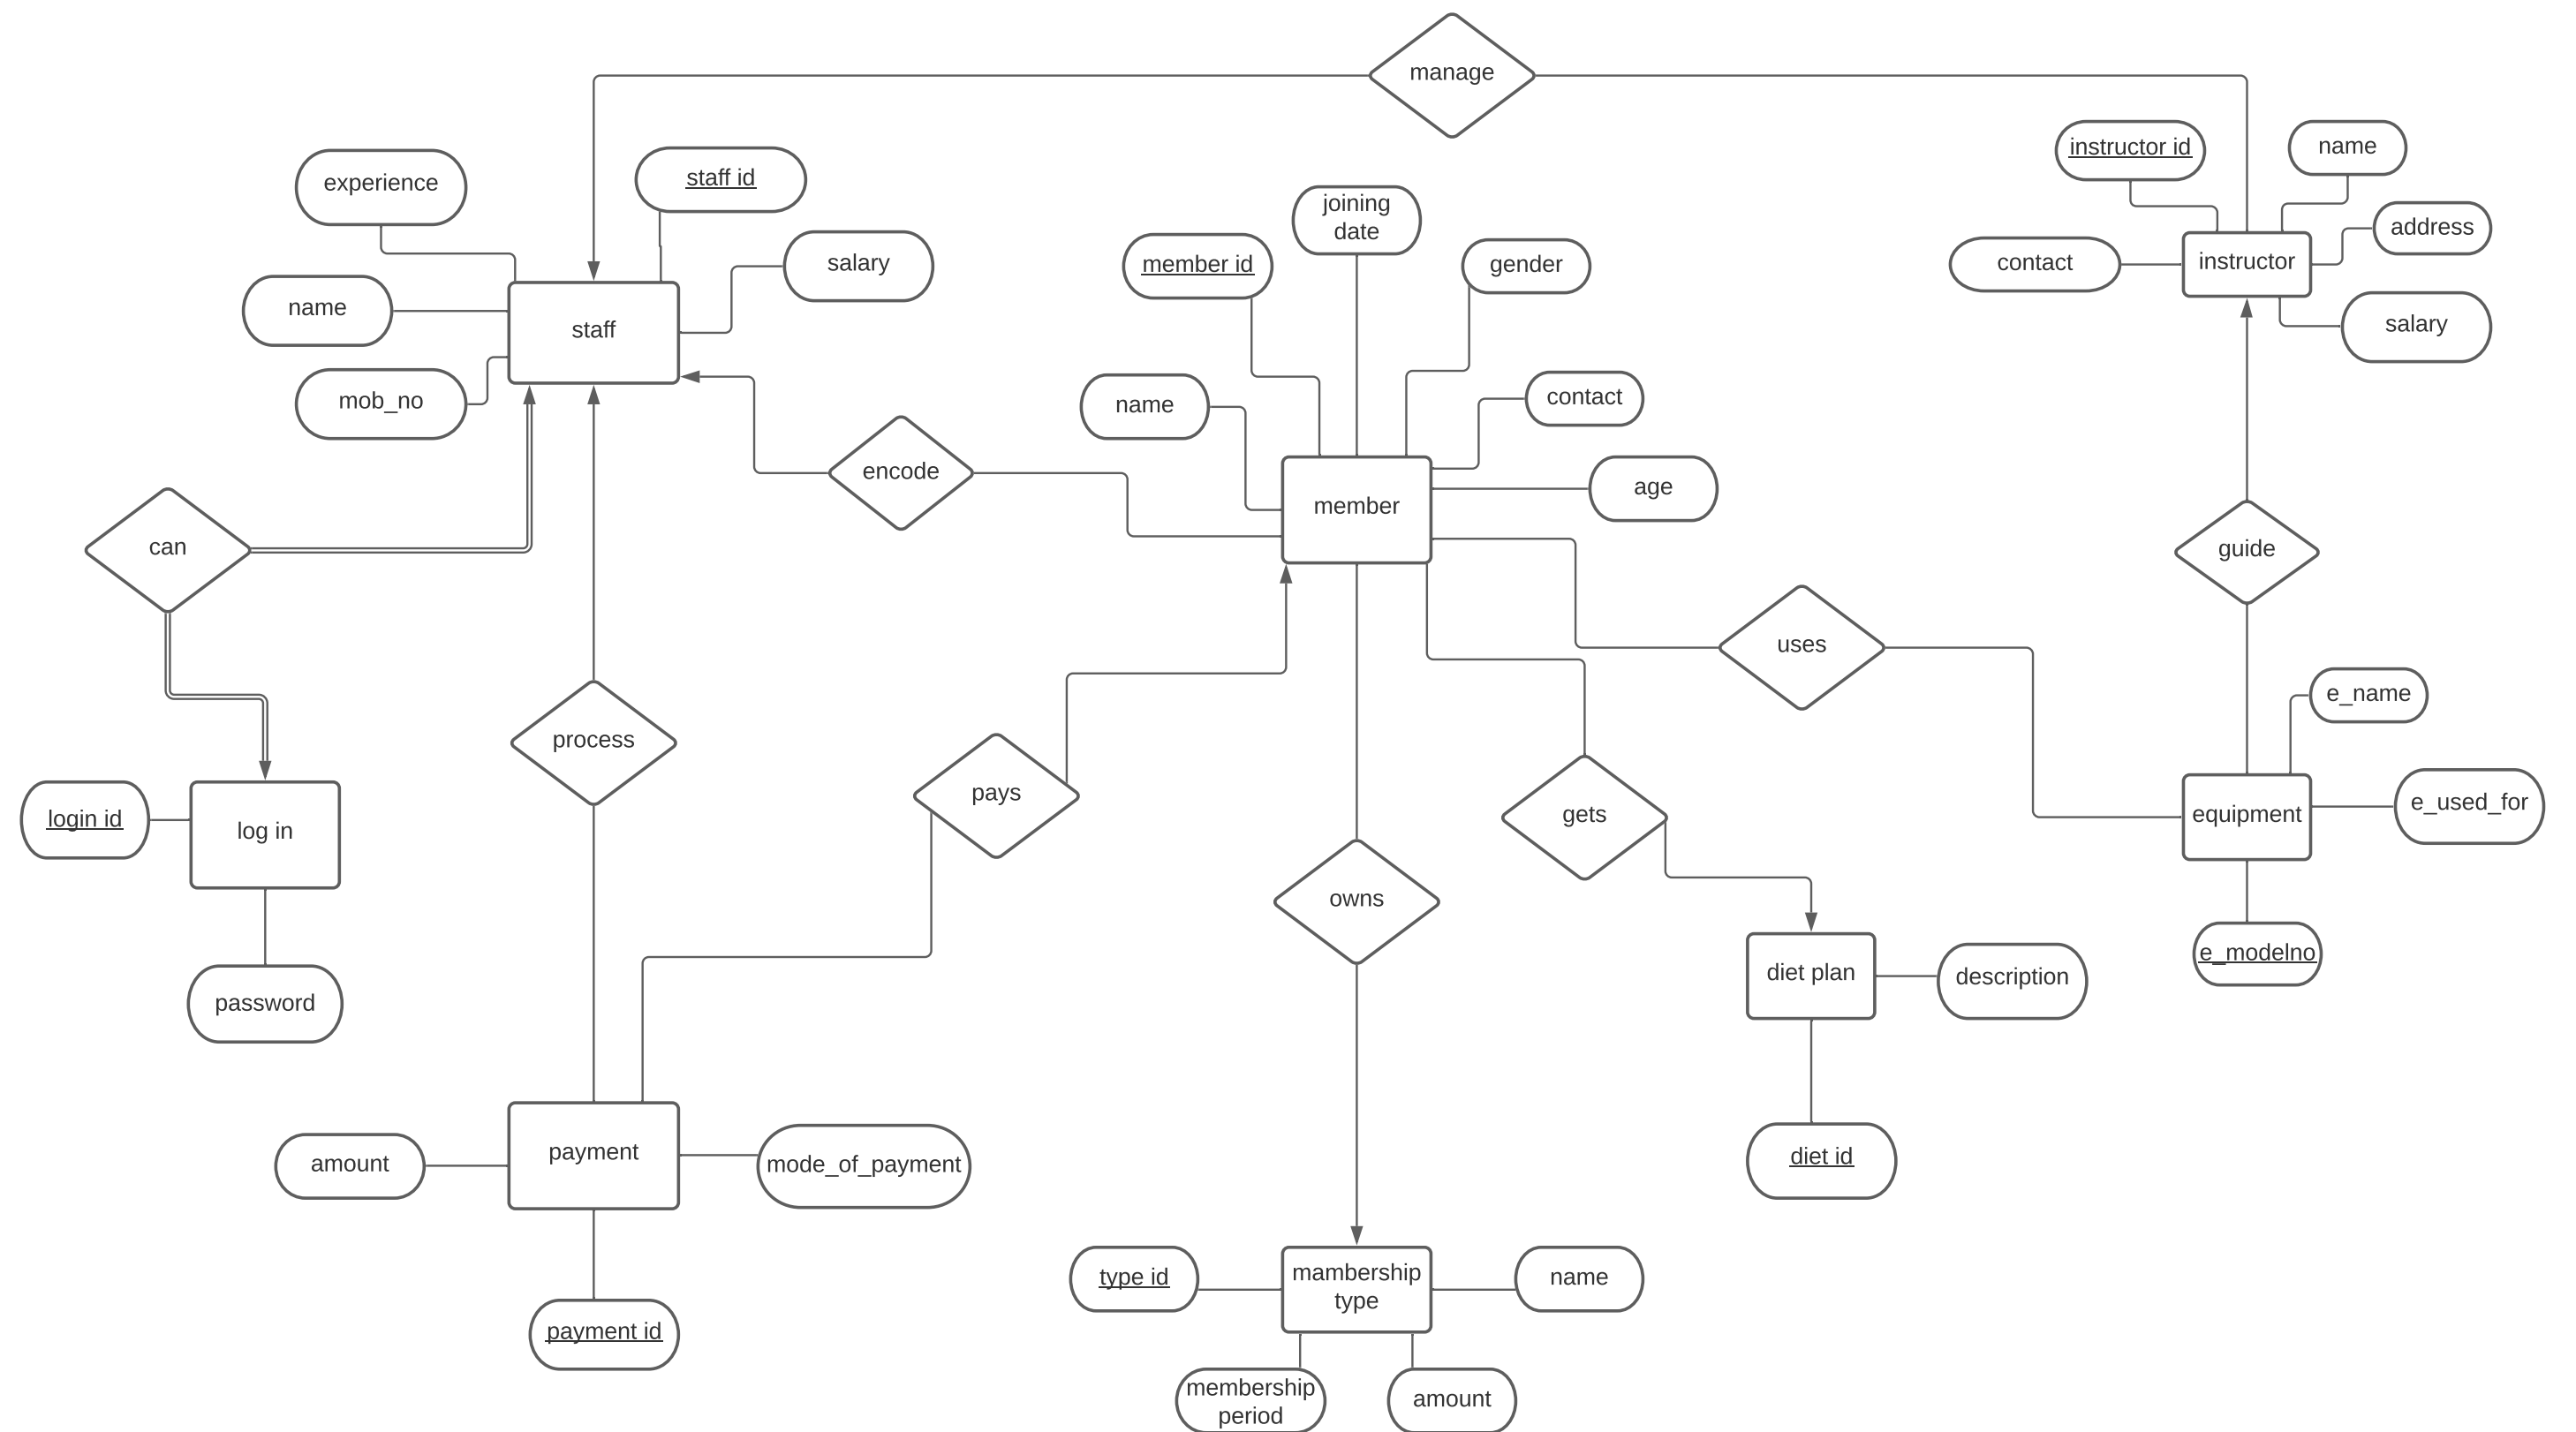 manage
instructor id
name
experience
staff id
joining
date
address
salary
member id
gender
contact
instructor
name
staff
salary
mob_no
name
contact
encode
age
member
can
guide
uses
e_name
process
pays
login id
log in
gets
equipment
e_used_for
owns
e_modelno
diet plan
description
password
payment
amount
mode_of_payment
diet id
type id
mambership
type
name
payment id
membership
period
amount